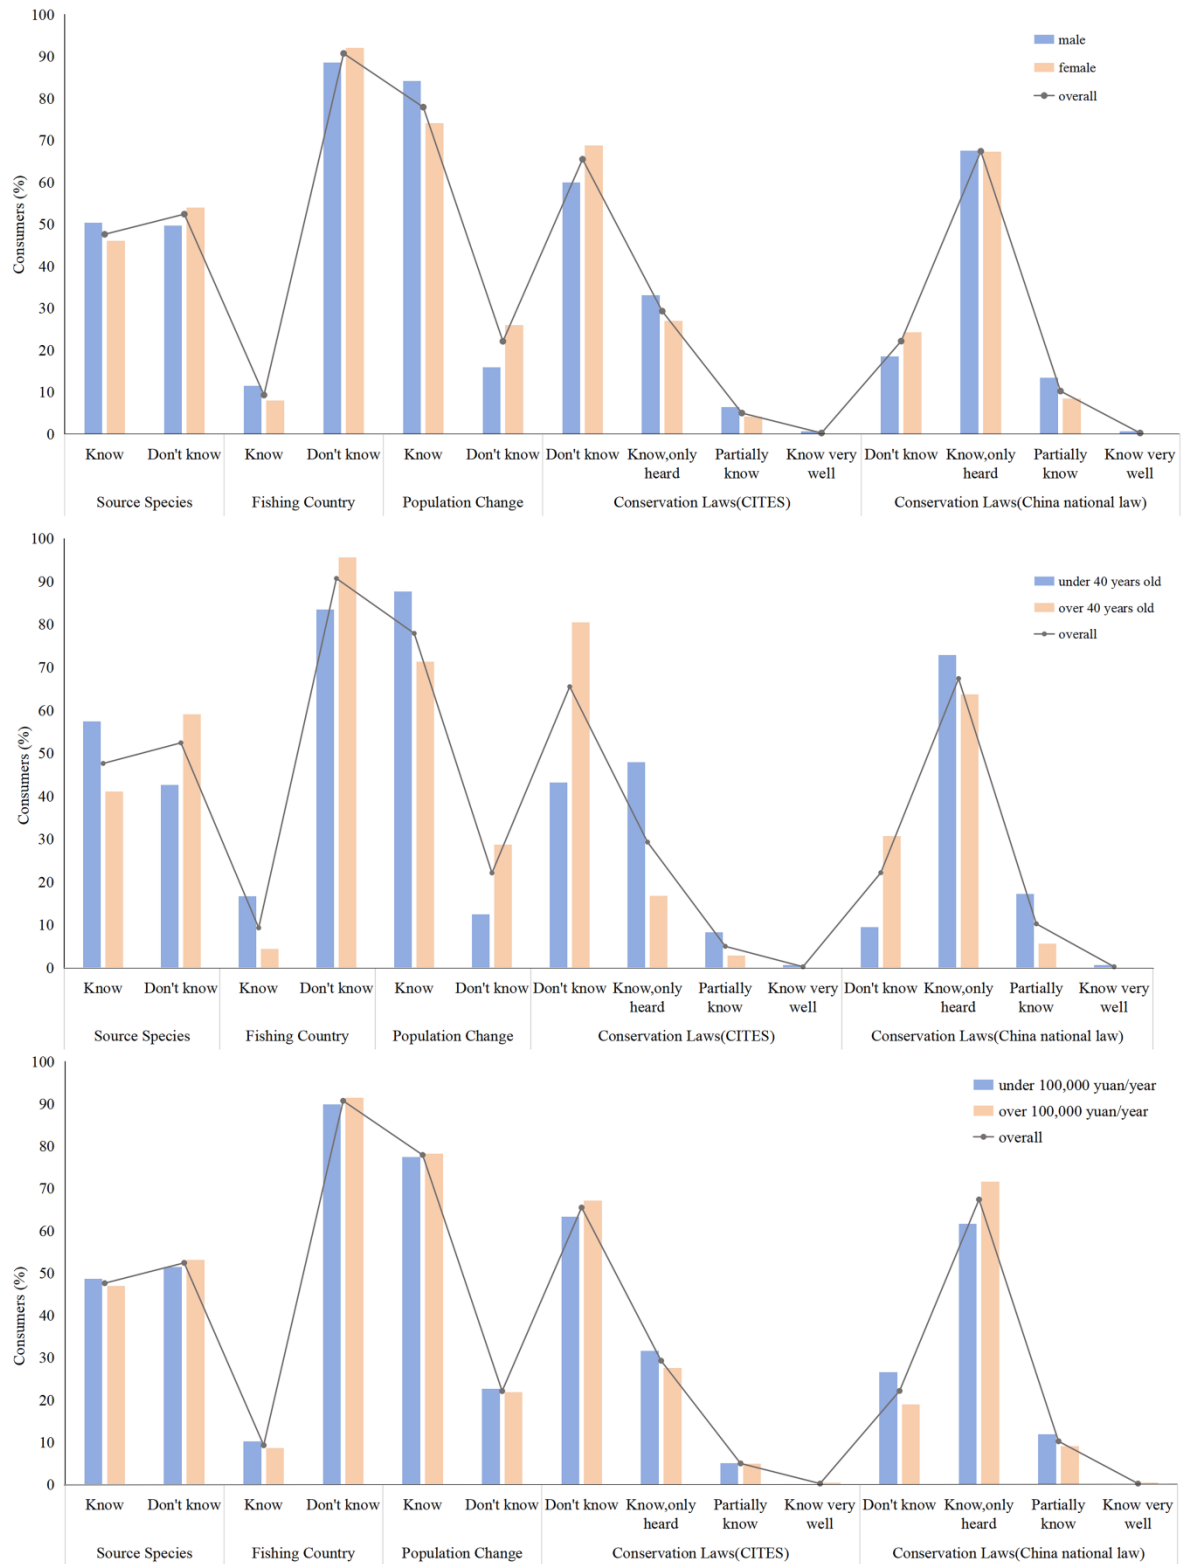 100
90
80
70
60
50
40
30
20
10
0
Consumers (%)
male
female
overall
Know Don't know Know Don't know Know Don't know Don't know Know,only heard Partially know Know very well Don't know Know,only heard Partially know Know very well
Source Species Fishing Country Population Change Conservation Laws(CITES) Conservation Laws(China national law)
100
90
80
70
60
50
40
30
20
10
0
Consumers (%)
under 40 years old
over 40 years old
overall
Know Don't know Know Don't know Know Don't know Don't know Know,only heard Partially know Know very well Don't know Know,only heard Partially know Know very well
Source Species Fishing Country Population Change Conservation Laws(CITES) Conservation Laws(China national law)
100
90
80
70
60
50
40
30
20
10
0
Consumers (%)
under 100,000 yuan/year
over 100,000 yuan/year
overall
Know Don't know Know Don't know Know Don't know Don't know Know,only heard Partially know Know very well Don't know Know,only heard Partially know Know very well
Source Species Fishing Country Population Change Conservation Laws(CITES) Conservation Laws(China national law)